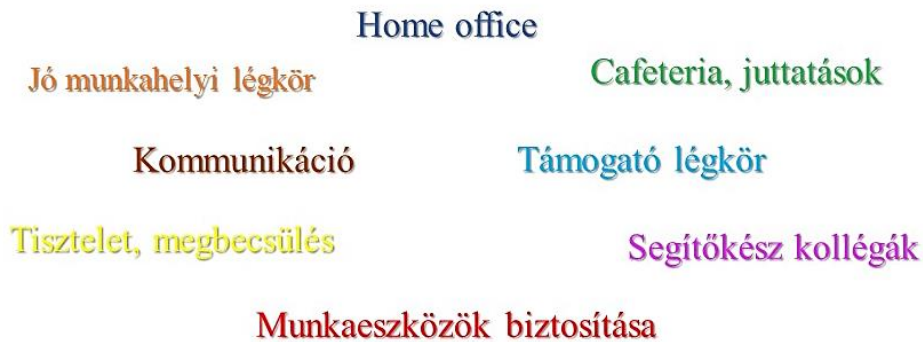 Home office
Jó munkahelyi légkör
Cafeteria, juttatások
Kommunikáció
Támogató légkör
Tisztelet, megbecsülés
Segítőkész kollégák
Munkaeszközök biztosítása